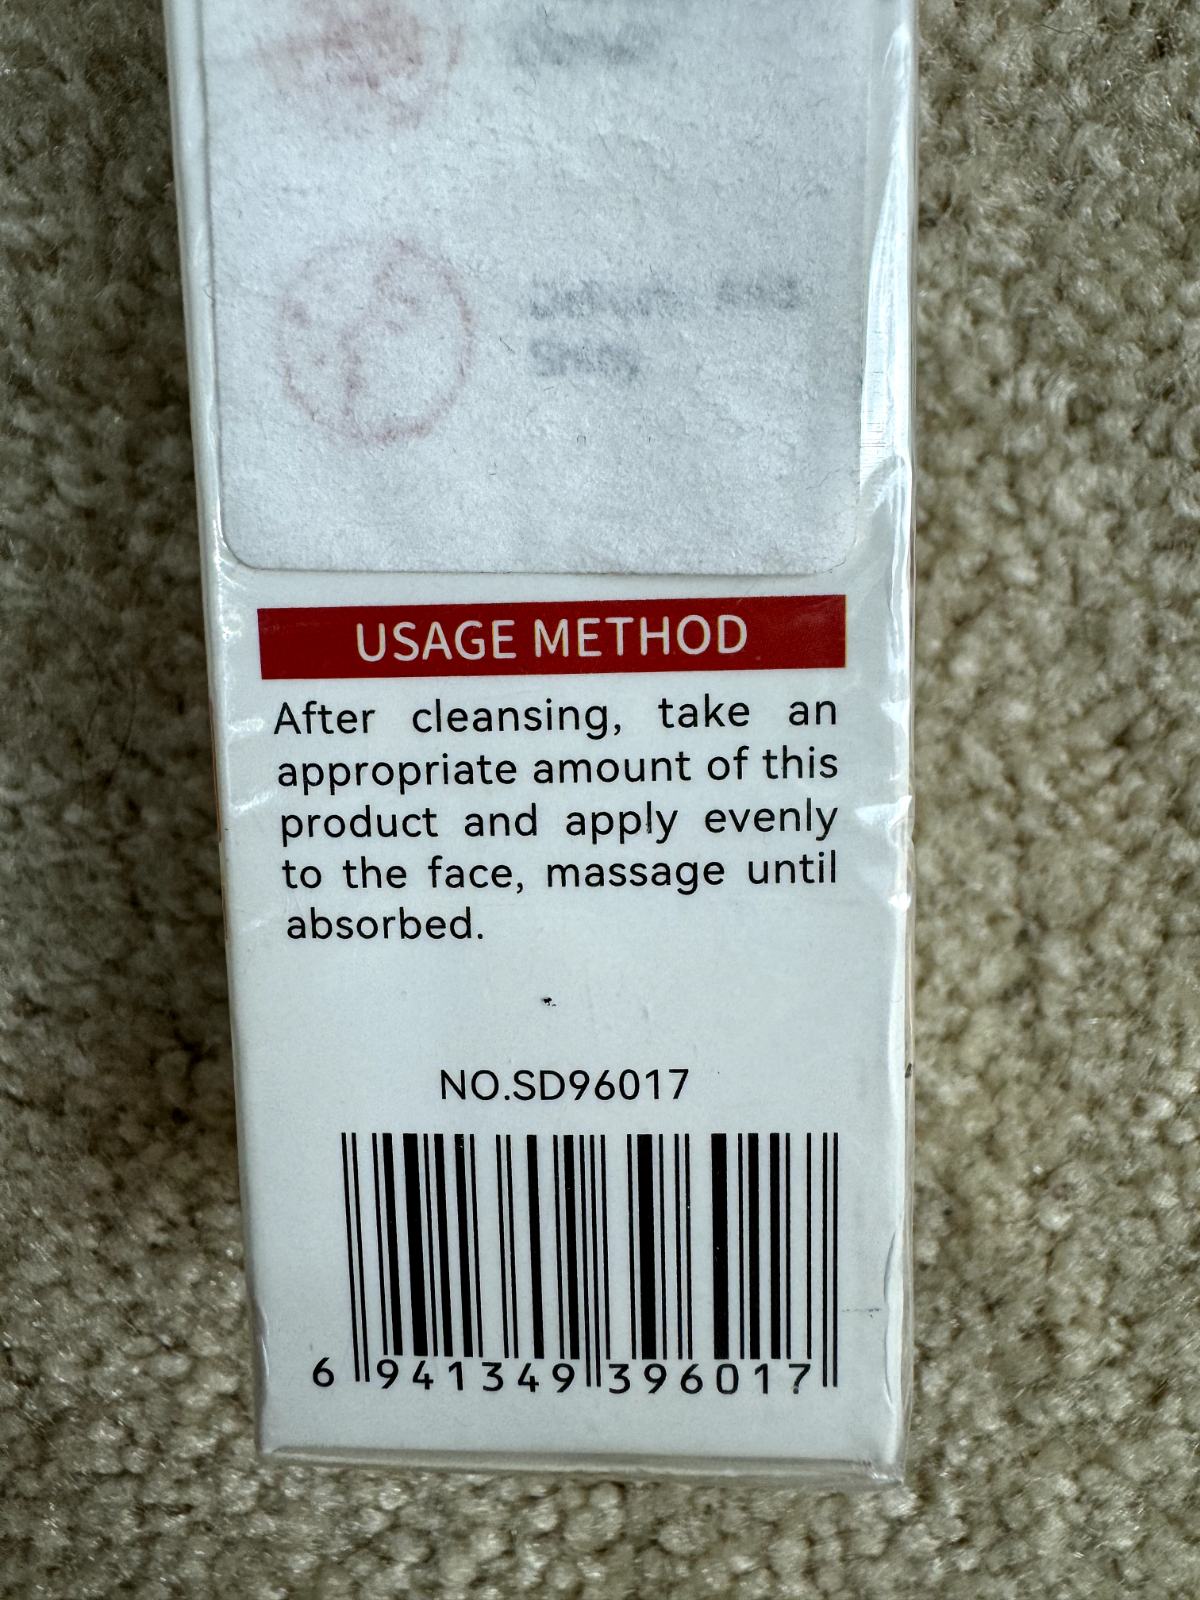 USAGE METHOD
After cleansing, take an
appropriate amount of this
product and apply evenly
to the face, massage until
absorbed.
NO.SD96017
6 941349 396017